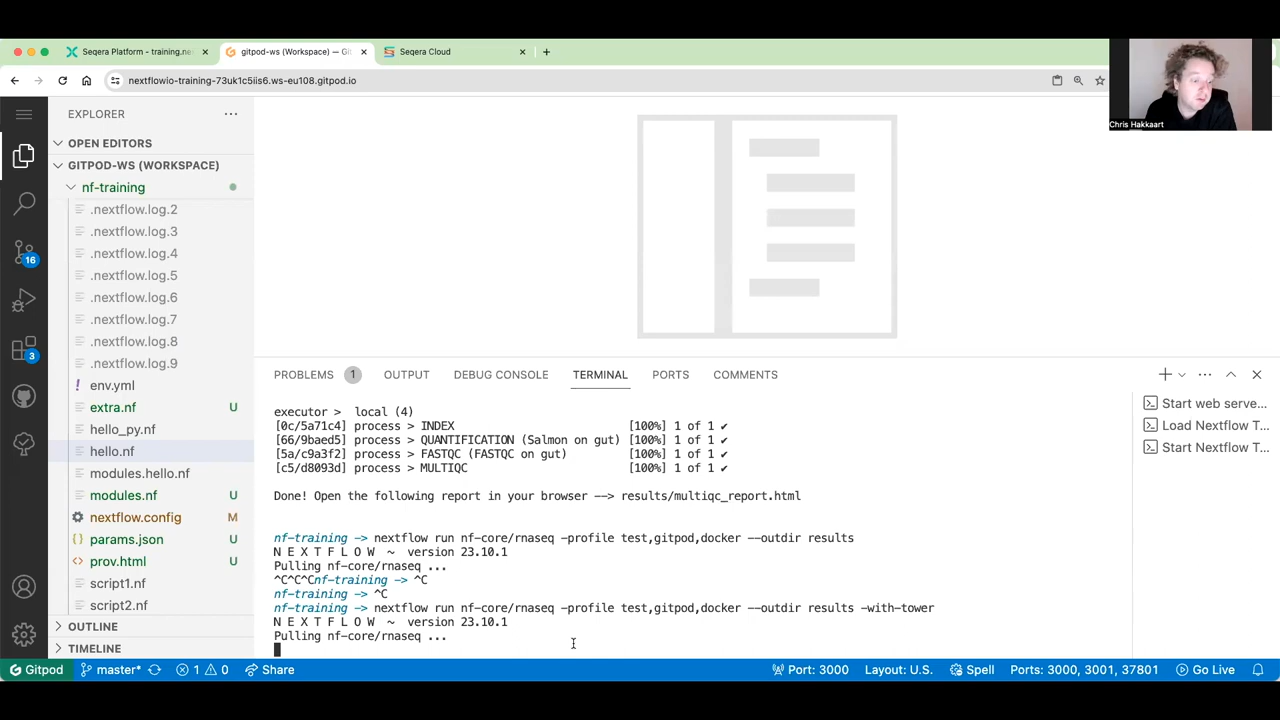 Seqera Platform - training.ne
gitpod-ws (Workspace) — Git
Seqera Cloud
nextflowio-training-73uk1c5iis6.ws-eu108.gitpod.io
Chris Hakkaart
EXPLORER
OPEN EDITORS
GITPOD-WS (WORKSPACE)
nf-training
.nextflow.log.2
.nextflow.log.3
.nextflow.log.4
.nextflow.log.5
.nextflow.log.6
.nextflow.log.7
.nextflow.log.8
.nextflow.log.9
! env.yml
extra.nf U
hello_py.nf
hello.nf
modules.hello.nf
modules.nf U
nextflow.config M
{} params.json U
<> prov.html U
script1.nf
script2.nf
OUTLINE
TIMELINE
16
3
PROBLEMS 1 OUTPUT DEBUG CONSOLE TERMINAL PORTS COMMENTS
executor > local (4)
[0c/5a71c4] process > INDEX [100%] 1 of 1 ✔
[66/9baed5] process > QUANTIFICATION (Salmon on gut) [100%] 1 of 1 ✔
[5a/c9a3f2] process > FASTQC (FASTQC on gut) [100%] 1 of 1 ✔
[c5/d8093d] process > MULTIQC [100%] 1 of 1 ✔
Done! Open the following report in your browser --> results/multiqc_report.html
nf-training -> nextflow run nf-core/rnaseq -profile test,gitpod,docker --outdir results
N E X T F L O W ~ version 23.10.1
Pulling nf-core/rnaseq ...
^C^C^Cnf-training -> ^C
nf-training -> ^C
nf-training -> nextflow run nf-core/rnaseq -profile test,gitpod,docker --outdir results -with-tower
N E X T F L O W ~ version 23.10.1
Pulling nf-core/rnaseq ...
Start web serve...
Load Nextflow T...
Start Nextflow T...
Gitpod master* 1 0 Share Port: 3000 Layout: U.S. Spell Ports: 3000, 3001, 37801 Go Live